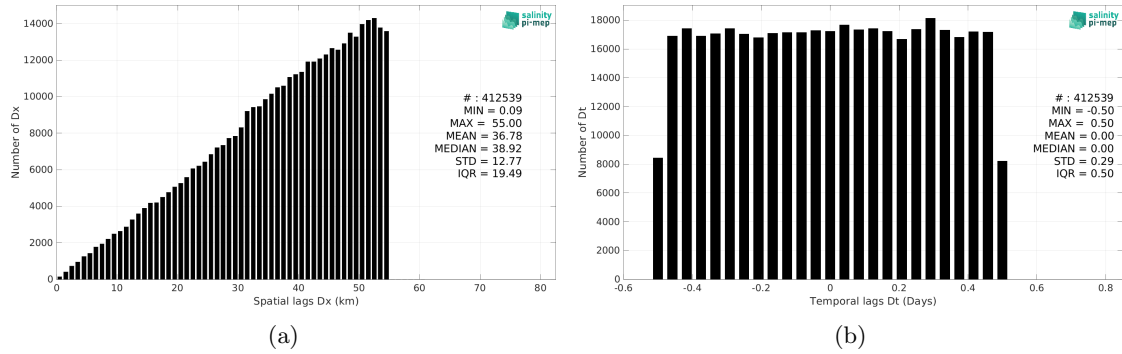 salinity
pi-mep
14000
12000
10000
8000
6000
4000
2000
0
Number of Dx
# : 412539
MIN = 0.09
MAX = 55.00
MEAN = 36.78
MEDIAN = 38.92
STD = 12.77
IQR = 19.49
0 10 20 30 40 50 60 70 80
Spatial lags Dx (km)
(a)
salinity
pi-mep
18000
16000
14000
12000
10000
8000
6000
4000
2000
0
Number of Dt
# : 412539
MIN = -0.50
MAX = 0.50
MEAN = 0.00
MEDIAN = 0.00
STD = 0.29
IQR = 0.50
-0.6 -0.4 -0.2 0 0.2 0.4 0.6 0.8
Temporal lags Dt (Days)
(b)